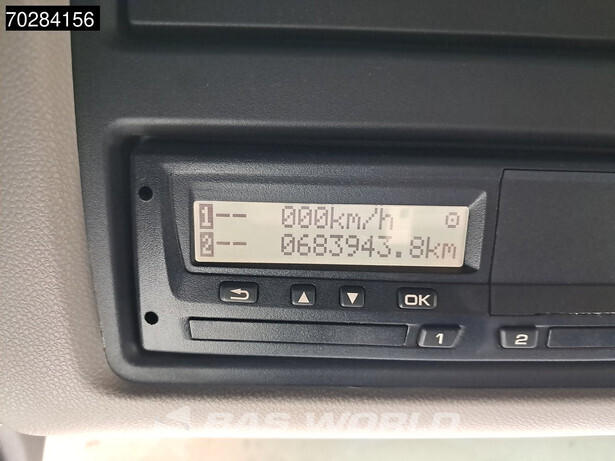 70284156
1-- 000km/h
2-- 0683943.8km
OK
1
2
BAS WORLD